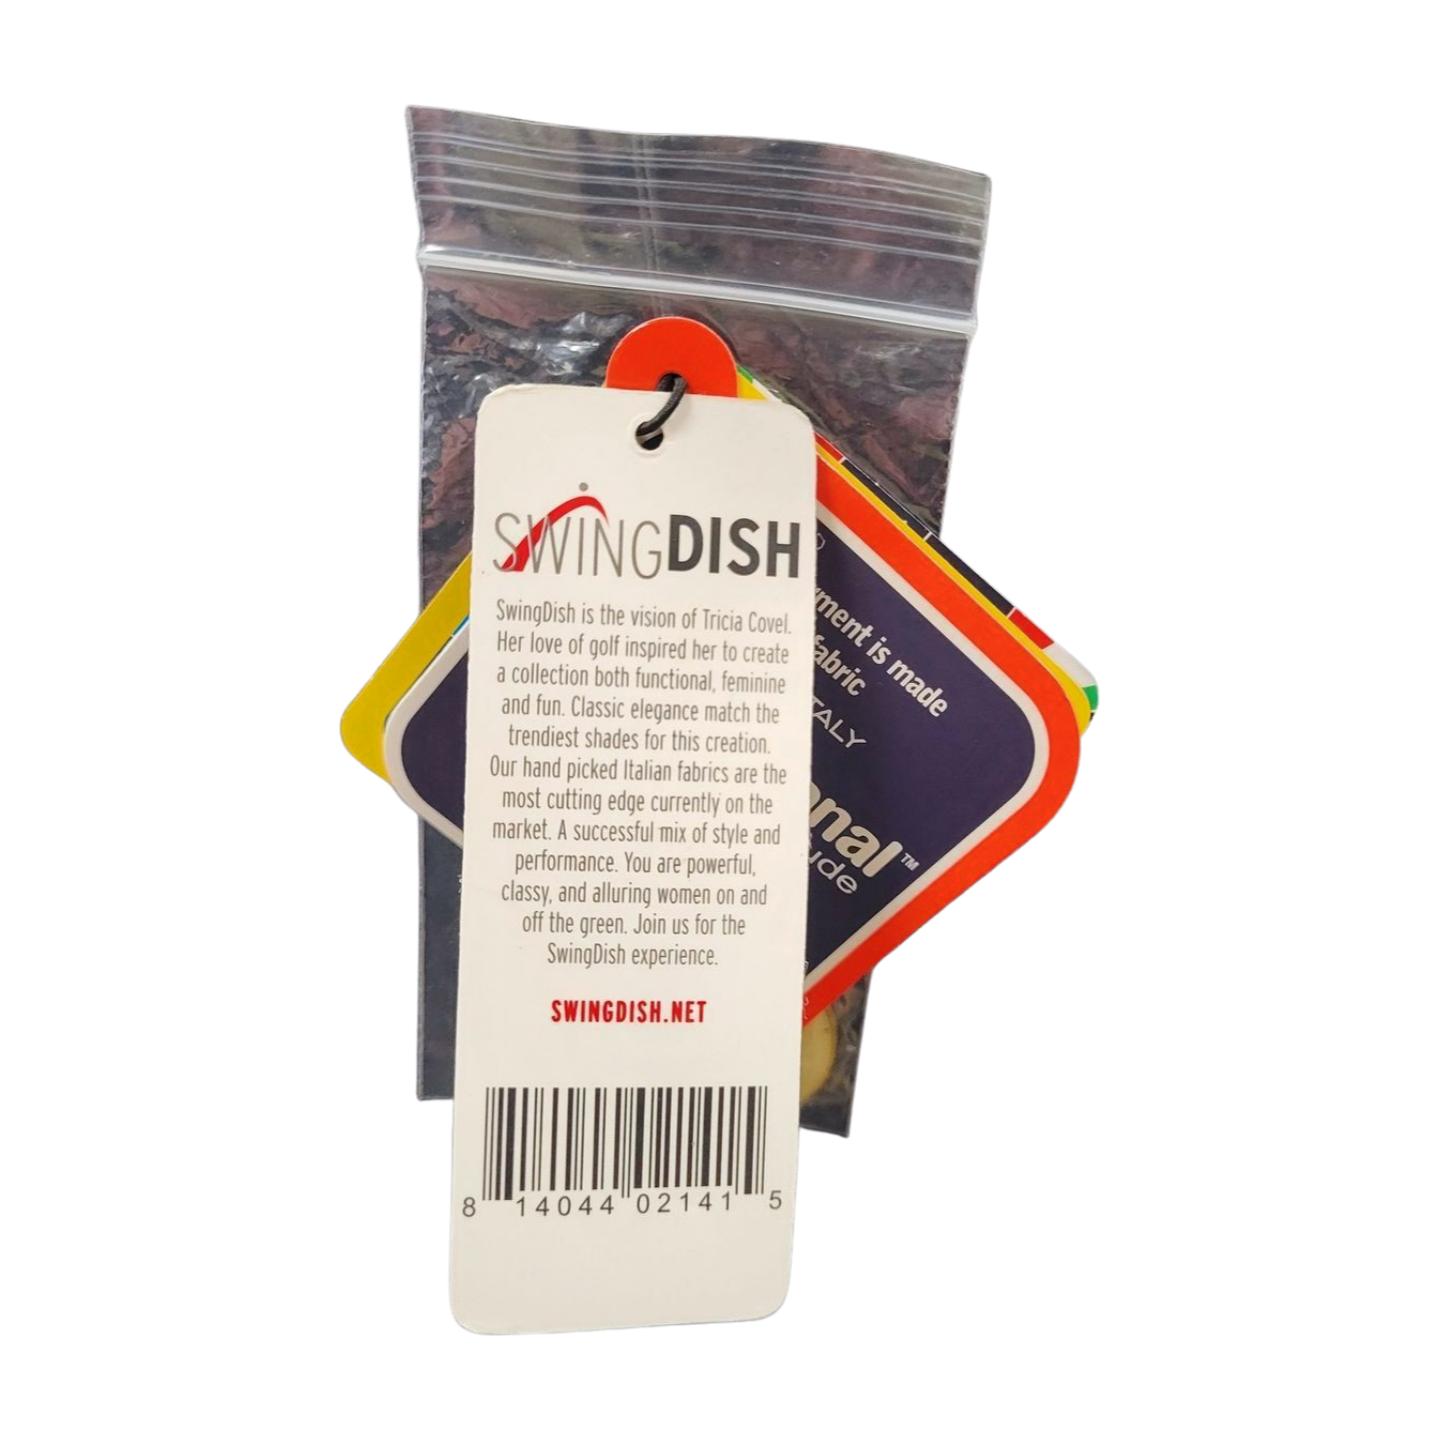 SWINGDISH
SwingDish is the vision of Tricia Covel.
Her love of golf inspired her to create
a collection both functional, feminine
and fun. Classic elegance match the
trendiest shades for this creation.
Our hand picked Italian fabrics are the
most cutting edge currently on the
market. A successful mix of style and
performance. You are powerful,
classy, and alluring women on and
off the green. Join us for the
SwingDish experience.
SWINGDISH.NET
8 14044 02141 5
is made
fabric
TM